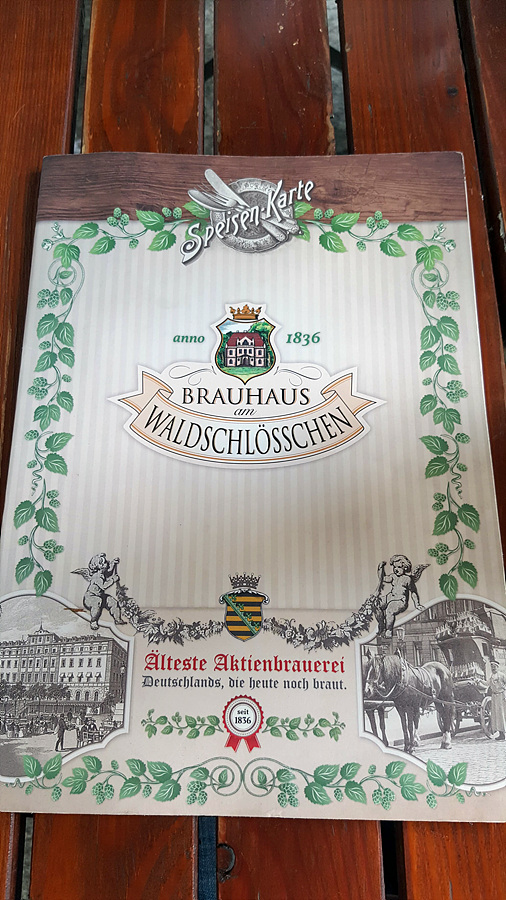 Speisen-Karte
anno 1836
BRAUHAUS
am
WALDSCHLÖSSCHEN
Älteste Aktienbrauerei
Deutschlands, die heute noch braut.
seit
1836